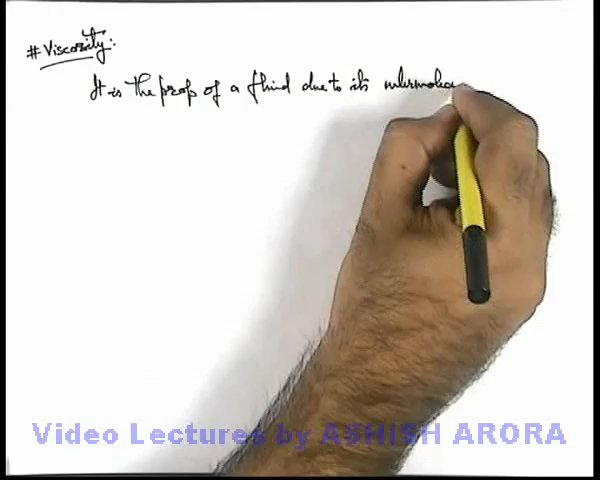 # Viscosity:
It is the prop of a fluid due to its intermolec
Video Lectures by ASHISH ARORA